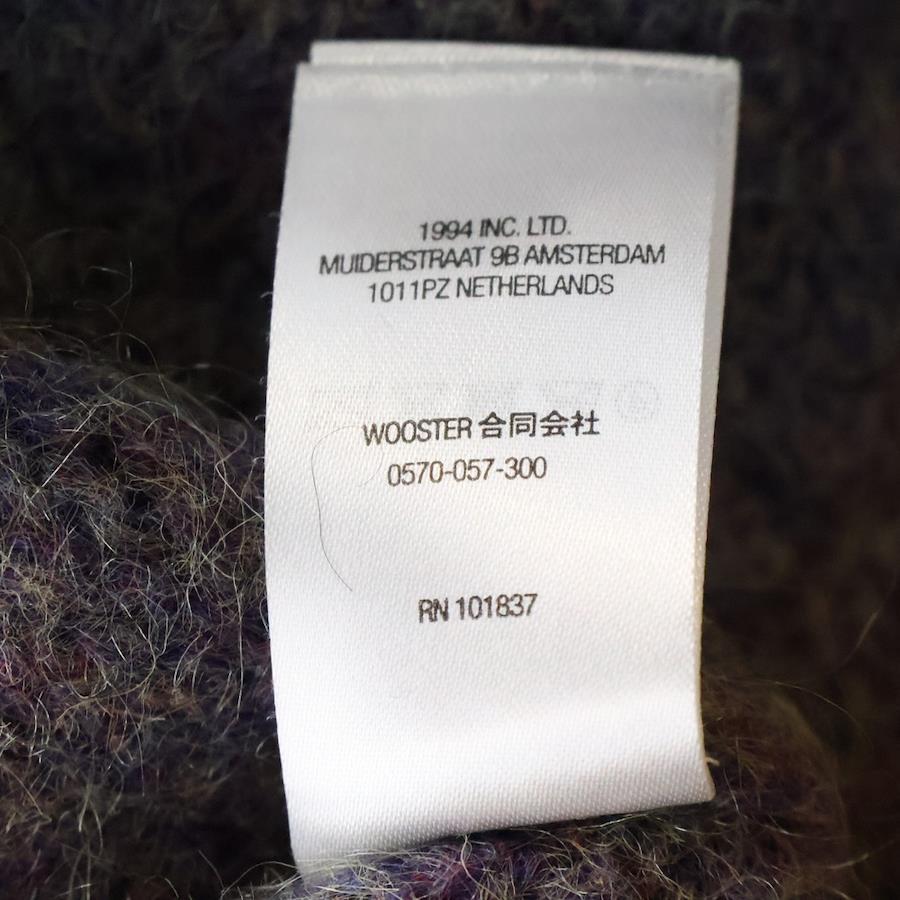 1994 INC. LTD.
MUIDERSTRAAT 9B AMSTERDAM
1011PZ NETHERLANDS
WOOSTER 合同会社
0570-057-300
RN 101837